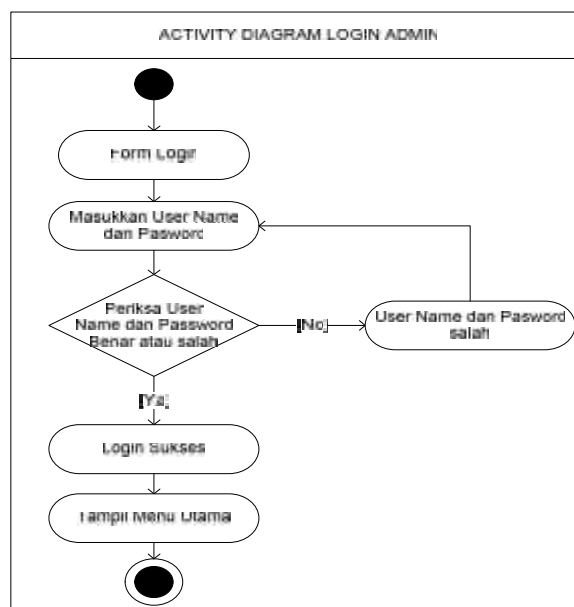 ACTIVITY DIAGRAM LOGIN ADMIN
Form Login
Masukkan User Name
dan Pasword
Periksa User
Name dan Password
Benar atau salah
[No]
User Name dan Pasword
salah
[Ya]
Login Sukses
Tampil Menu Utama